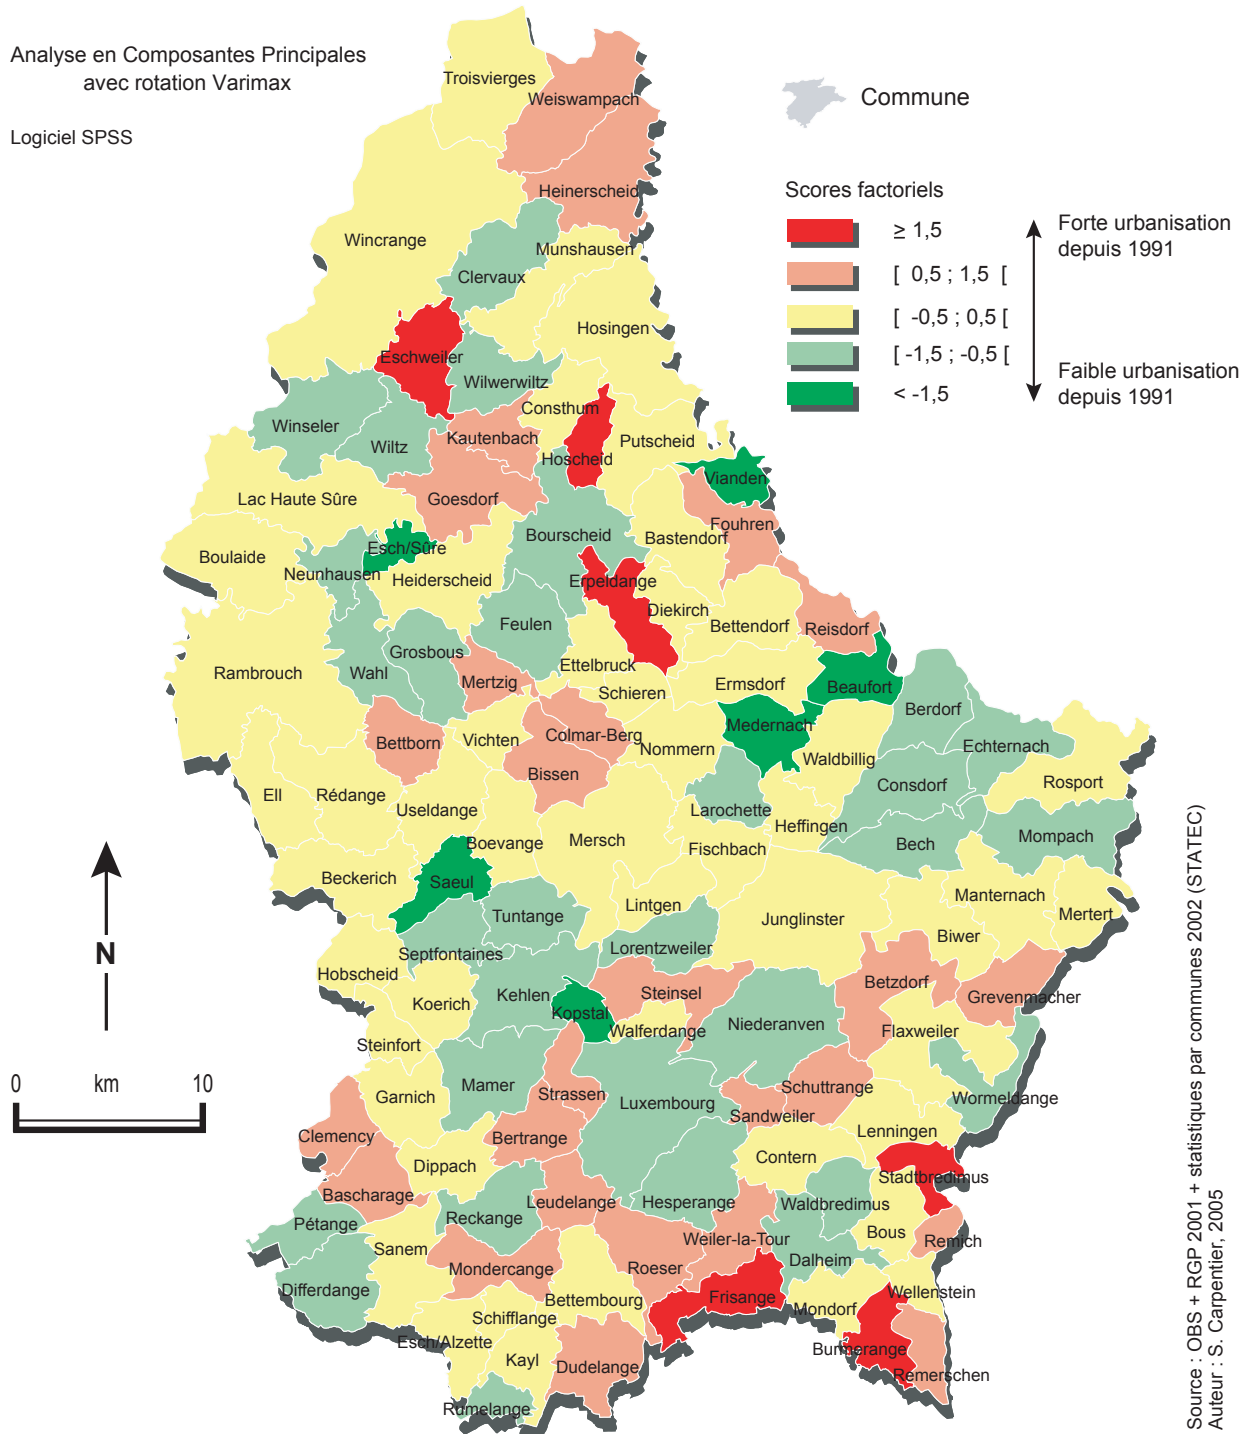 Analyse en Composantes Principales
avec rotation Varimax
Logiciel SPSS
Commune
Scores factoriels
≥ 1,5
[ 0,5 ; 1,5 [
[ -0,5 ; 0,5 [
[ -1,5 ; -0,5 [
< -1,5
Forte urbanisation
depuis 1991
Faible urbanisation
depuis 1991
Troisvierges
Weiswampach
Heinerscheid
Wincrange
Munshausen
Clervaux
Hosingen
Eschweiler
Wilwerwiltz
Consthum
Winseler
Wiltz
Kautenbach
Putscheid
Hoscheid
Vianden
Lac Haute Sûre
Goesdorf
Fouhren
Bourscheid
Bastendorf
Esch/Sûre
Boulaide
Neunhausen
Heiderscheid
Erpeldange
Diekirch
Feulen
Bettendorf
Reisdorf
Grosbous
Rambrouch
Wahl
Ettelbruck
Mertzig
Schieren
Ermsdorf
Beaufort
Berdorf
Medernach
Bettborn
Vichten
Colmar-Berg
Nommern
Echternach
Waldbillig
Bissen
Rosport
Consdorf
Ell
Rédange
Useldange
Larochette
Heffingen
Mompach
Boevange
Mersch
Fischbach
Bech
Beckerich
Saeul
Manternach
Lintgen
Mertert
Tuntange
Junglinster
Biwer
Septfontaines
Lorentzweiler
Hobscheid
Betzdorf
Kehlen
Steinsel
Grevenmacher
Koerich
Kopstal
Niederanven
Walferdange
Flaxweiler
Steinfort
Mamer
Schuttrange
Garnich
Strassen
Luxembourg
Wormeldange
Sandweiler
Clemency
Bertrange
Lenningen
Contern
Dippach
Stadtbredimus
Bascharage
Leudelange
Hesperange
Waldbredimus
Reckange
Pétange
Bous
Weiler-la-Tour
Remich
Sanem
Dalheim
Mondercange
Roeser
Differdange
Wellenstein
Frisange
Bettembourg
Mondorf
Schifflange
Esch/Alzette
Burmerange
Kayl
Dudelange
Remerschen
Rumelange
N
0 km 10
Source : OBS + RGP 2001 + statistiques par communes 2002 (STATEC)
Auteur : S. Carpentier, 2005